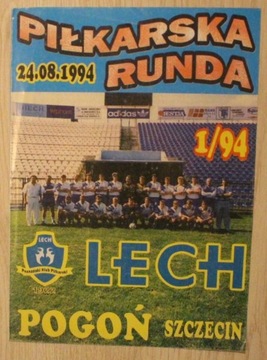 PIŁKARSKA
24.08.1994 RUNDA
adidas
1/94
LECH
LECH
POGOŃ SZCZECIN